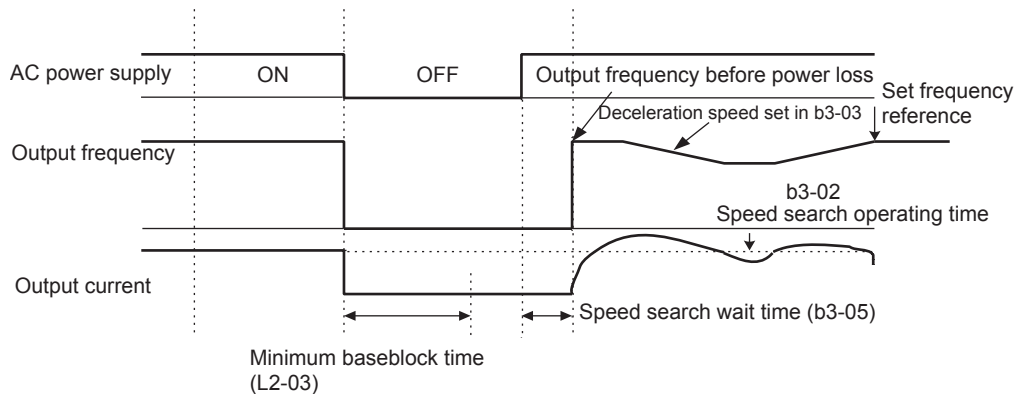 AC power supply
ON
OFF
Output frequency before power loss
Deceleration speed set in b3-03
Set frequency
reference
Output frequency
b3-02
Speed search operating time
Output current
Speed search wait time (b3-05)
Minimum baseblock time
(L2-03)